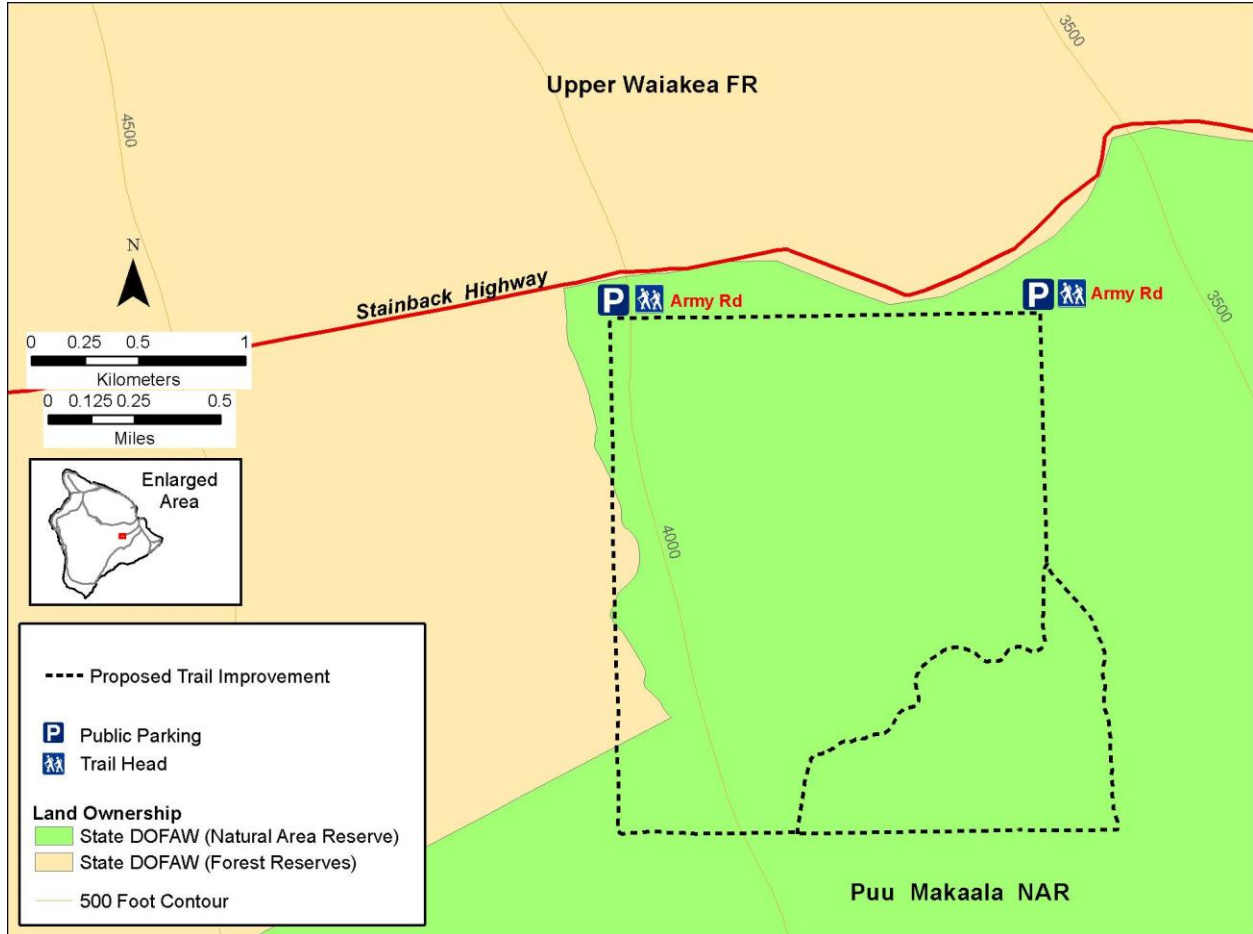 3500
Upper Waiakea FR
4500
N
Stainback Highway
P Army Rd
P Army Rd
3500
0 0.25 0.5 1
Kilometers
0 0.125 0.25 0.5
Miles
Enlarged
Area
4000
Proposed Trail Improvement
P Public Parking
Trail Head
Land Ownership
State DOFAW (Natural Area Reserve)
State DOFAW (Forest Reserves)
500 Foot Contour
Puu Makaala NAR